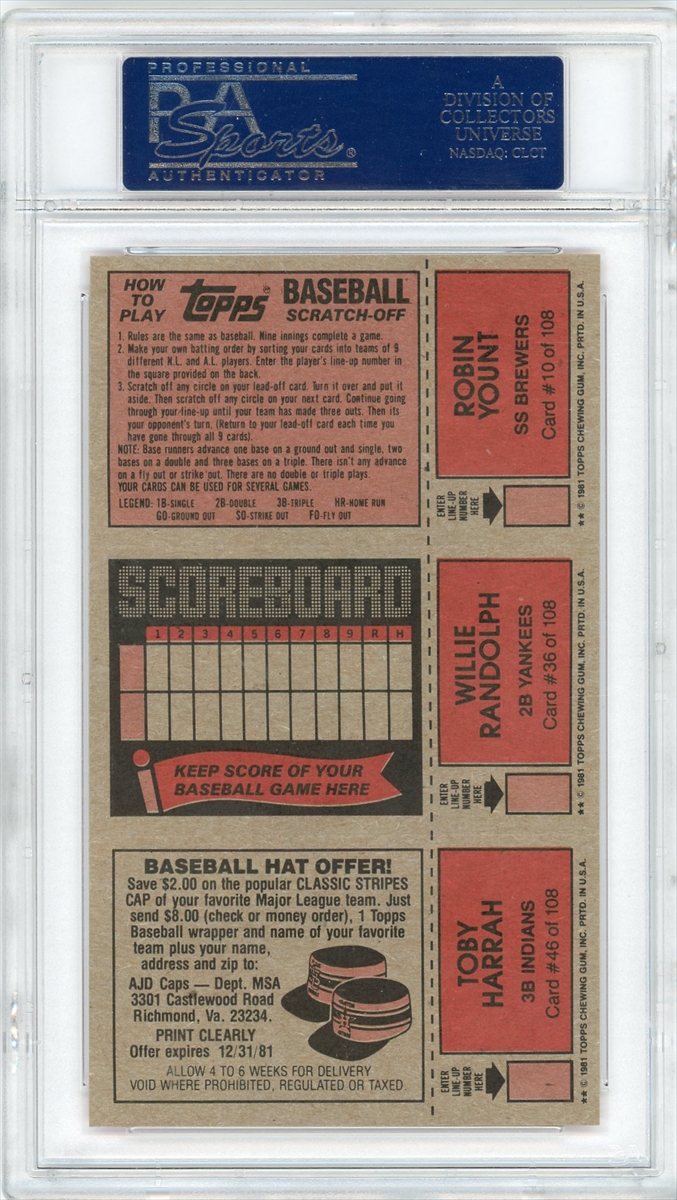 PROFESSIONAL
PSA
Sports®
AUTHENTICATOR
A
DIVISION OF
COLLECTORS
UNIVERSE
NASDAQ: CLCT
HOW
TO
PLAY
Topps® BASEBALL
SCRATCH-OFF
1. Rules are the same as baseball. Nine innings complete a game.
2. Make your own batting order by sorting your cards into teams of 9
different N.L. and A.L. players. Enter the player's line-up number in
the square provided on the back.
3. Scratch off any circle on your lead-off card. Turn it over and put it
aside. Then scratch off any circle on your next card. Continue going
through your line-up until your team has made three outs. Then its
your opponent's turn. (Return to your lead-off card each time you
have gone through all 9 cards).
NOTE: Base runners advance one base on a ground out and single, two
bases on a double and three bases on a triple. There isn't any advance
on a fly out or strike out. There are no double or triple plays.
YOUR CARDS CAN BE USED FOR SEVERAL GAMES.
LEGEND: 1B-SINGLE 2B-DOUBLE 3B-TRIPLE HR-HOME RUN
GO-GROUND OUT SO-STRIKE OUT FO-FLY OUT
ROBIN
YOUNT
SS BREWERS
Card #10 of 108
ENTER
LINE-UP
NUMBER
HERE
★★ © 1981 TOPPS CHEWING GUM, INC. PRTD. IN U.S.A.
SCOREBOARD
1 2 3 4 5 6 7 8 9 R H
KEEP SCORE OF YOUR
BASEBALL GAME HERE
WILLIE
RANDOLPH
2B YANKEES
Card #36 of 108
ENTER
LINE-UP
NUMBER
HERE
★★ © 1981 TOPPS CHEWING GUM, INC. PRTD. IN U.S.A.
BASEBALL HAT OFFER!
Save $2.00 on the popular CLASSIC STRIPES
CAP of your favorite Major League team. Just
send $8.00 (check or money order), 1 Topps
Baseball wrapper and name of your favorite
team plus your name,
address and zip to:
AJD Caps — Dept. MSA
3301 Castlewood Road
Richmond, Va. 23234.
PRINT CLEARLY
Offer expires 12/31/81
ALLOW 4 TO 6 WEEKS FOR DELIVERY
VOID WHERE PROHIBITED, REGULATED OR TAXED.
TOBY
HARRAH
3B INDIANS
Card #46 of 108
ENTER
LINE-UP
NUMBER
HERE
★★ © 1981 TOPPS CHEWING GUM, INC. PRTD. IN U.S.A.